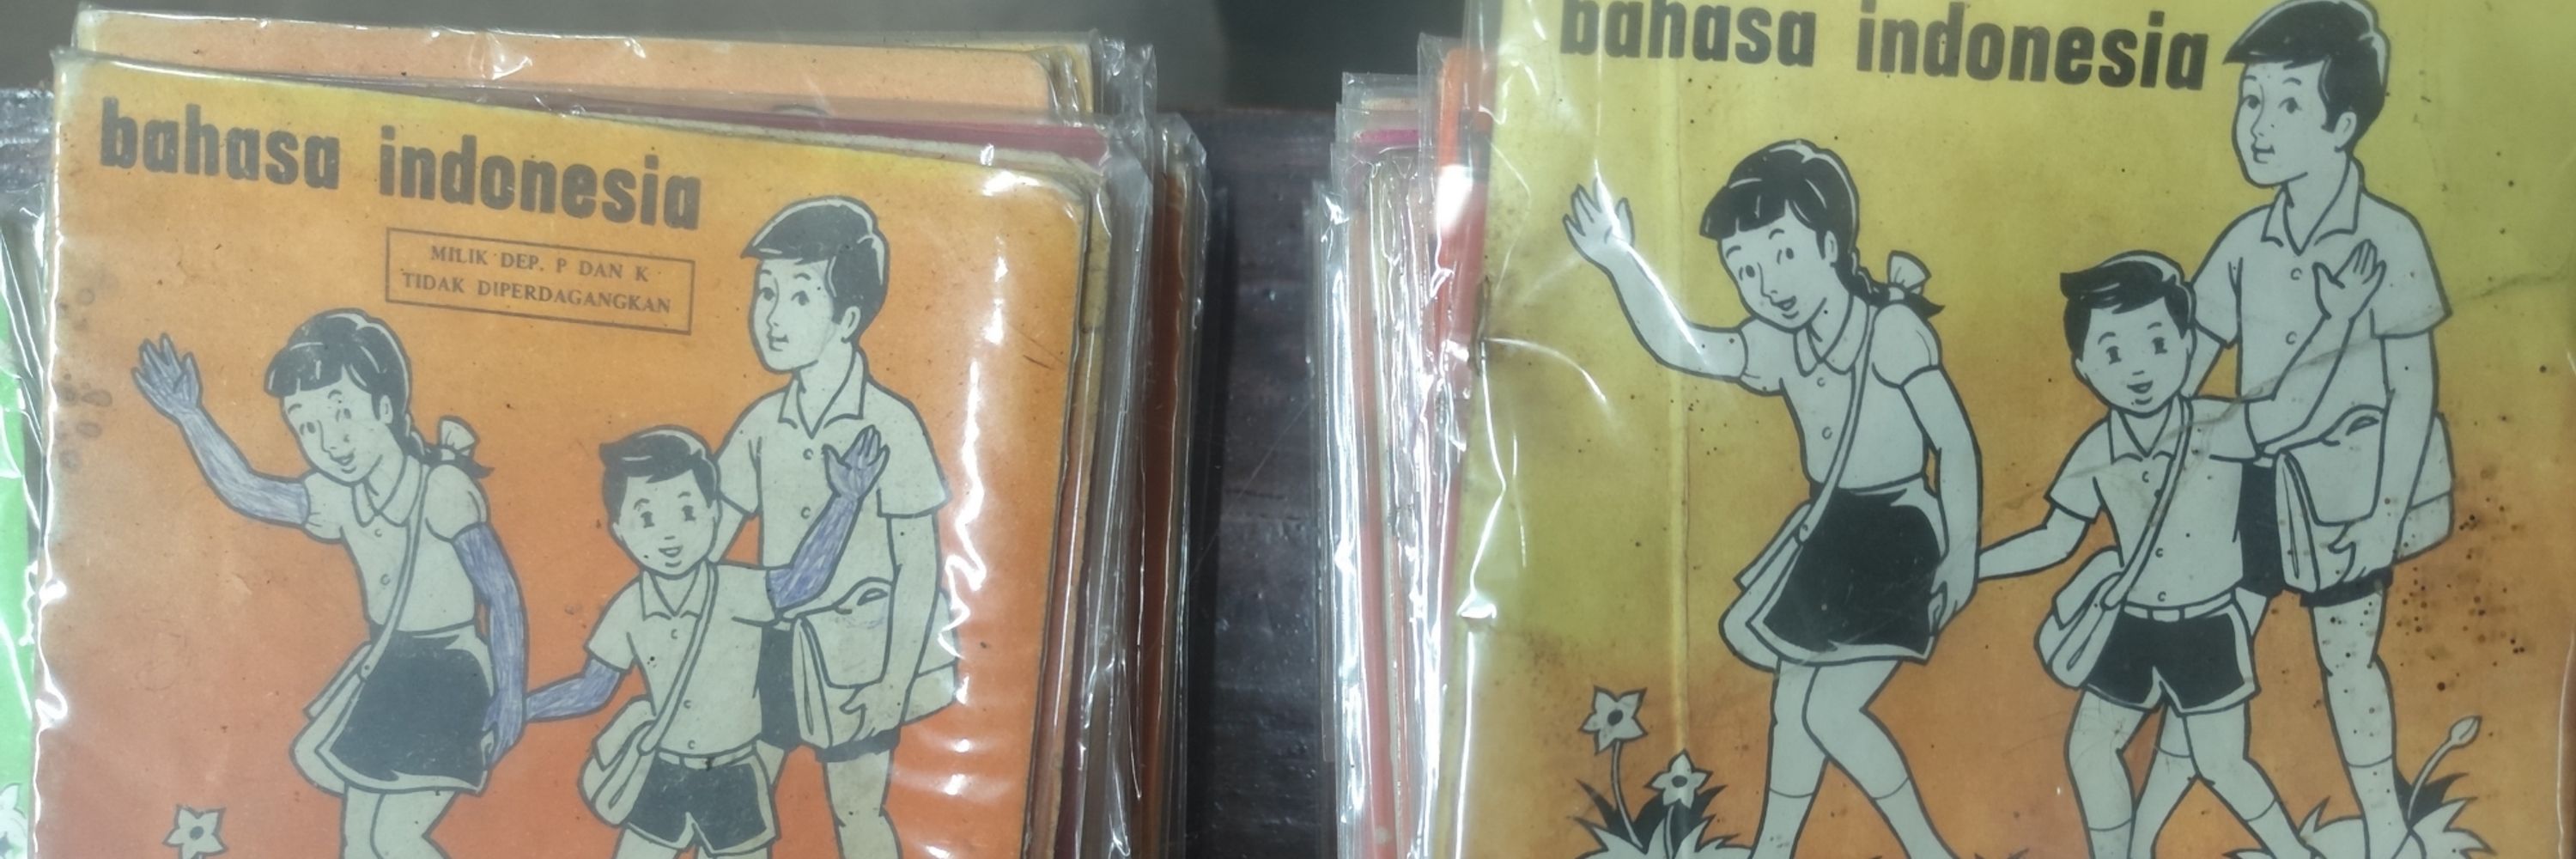 bahasa indonesia
MILIK DEP. P DAN K
TIDAK DIPERDAGANGKAN
bahasa indonesia